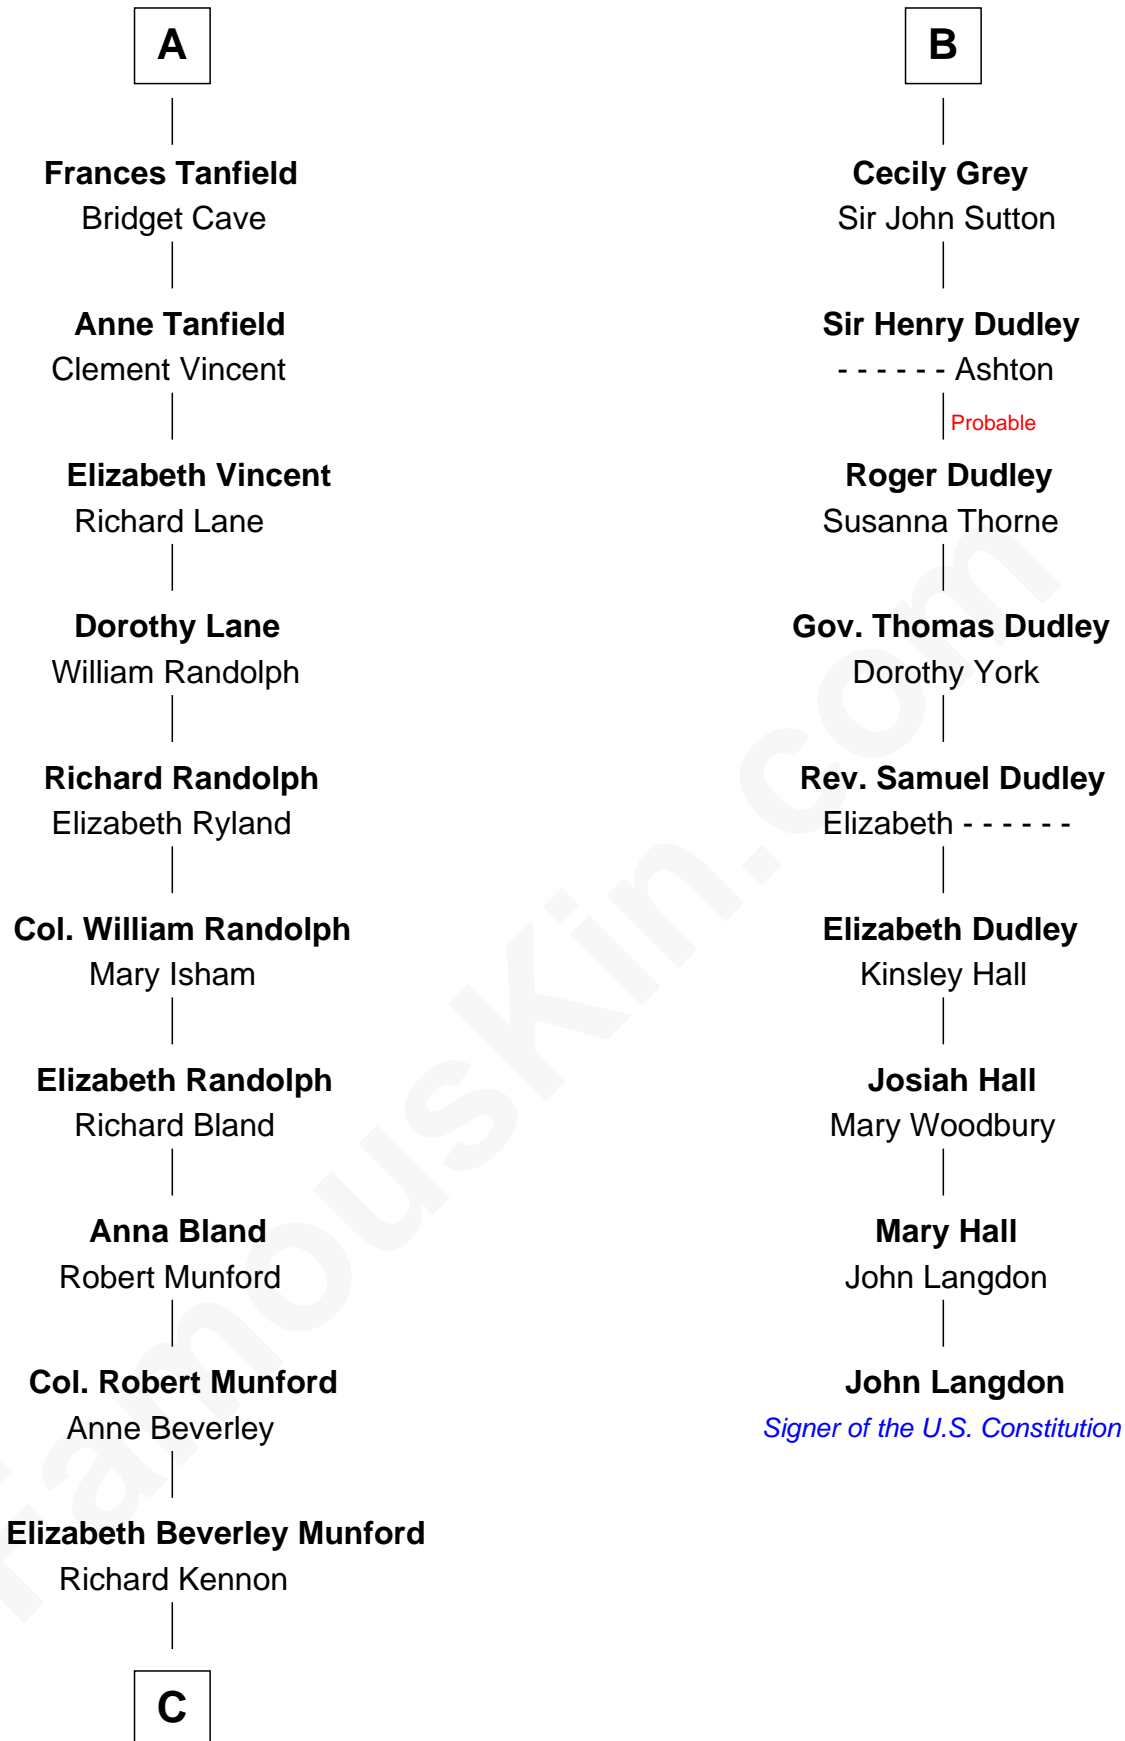 A
Frances Tanfield
Bridget Cave
Anne Tanfield
Clement Vincent
Elizabeth Vincent
Richard Lane
Dorothy Lane
William Randolph
Richard Randolph
Elizabeth Ryland
Col. William Randolph
Mary Isham
Elizabeth Randolph
Richard Bland
Anna Bland
Robert Munford
Col. Robert Munford
Anne Beverley
Elizabeth Beverley Munford
Richard Kennon
C
B
Cecily Grey
Sir John Sutton
Sir Henry Dudley
- - - - - - Ashton
Probable
Roger Dudley
Susanna Thorne
Gov. Thomas Dudley
Dorothy York
Rev. Samuel Dudley
Elizabeth - - - - - -
Elizabeth Dudley
Kinsley Hall
Josiah Hall
Mary Woodbury
Mary Hall
John Langdon
John Langdon
Signer of the U.S. Constitution
FamousKin.com